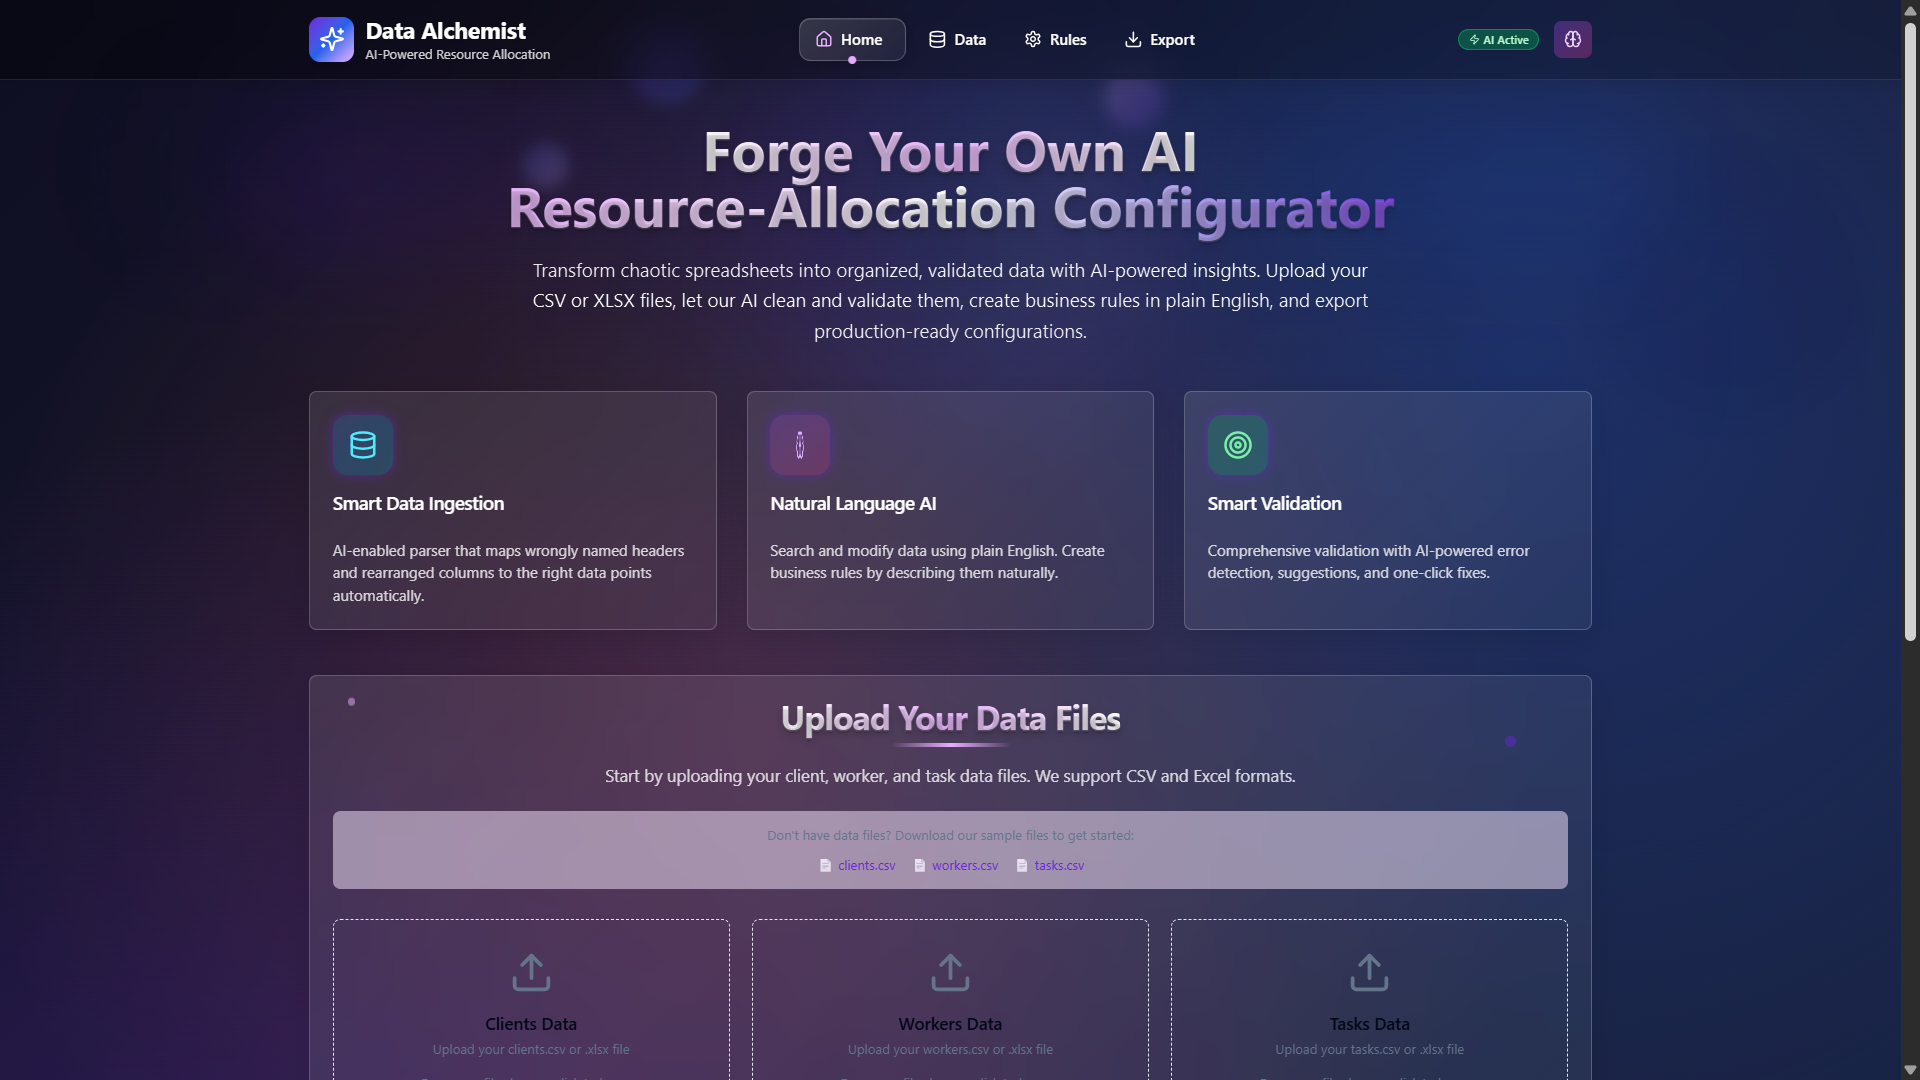 Data Alchemist
AI-Powered Resource Allocation
Home
Data
Rules
Export
AI Active
Forge Your Own AI
Resource-Allocation Configurator
Transform chaotic spreadsheets into organized, validated data with AI-powered insights. Upload your
CSV or XLSX files, let our AI clean and validate them, create business rules in plain English, and export
production-ready configurations.
Smart Data Ingestion
AI-enabled parser that maps wrongly named headers
and rearranged columns to the right data points
automatically.
Natural Language AI
Search and modify data using plain English. Create
business rules by describing them naturally.
Smart Validation
Comprehensive validation with AI-powered error
detection, suggestions, and one-click fixes.
Upload Your Data Files
Start by uploading your client, worker, and task data files. We support CSV and Excel formats.
Don't have data files? Download our sample files to get started:
clients.csv
workers.csv
tasks.csv
Clients Data
Upload your clients.csv or .xlsx file
Workers Data
Upload your workers.csv or .xlsx file
Tasks Data
Upload your tasks.csv or .xlsx file